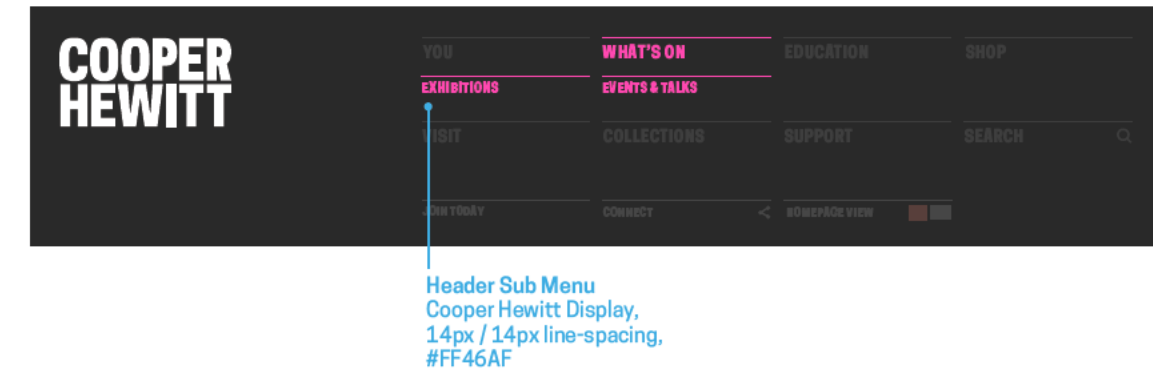 COOPER
HEWITT
YOU
WHAT'S ON
EDUCATION
SHOP
EXHIBITIONS
EVENTS & TALKS
VISIT
COLLECTIONS
SUPPORT
SEARCH
JOIN TODAY
CONNECT
HOMEPAGE VIEW
Header Sub Menu
Cooper Hewitt Display,
14px / 14px line-spacing,
#FF46AF